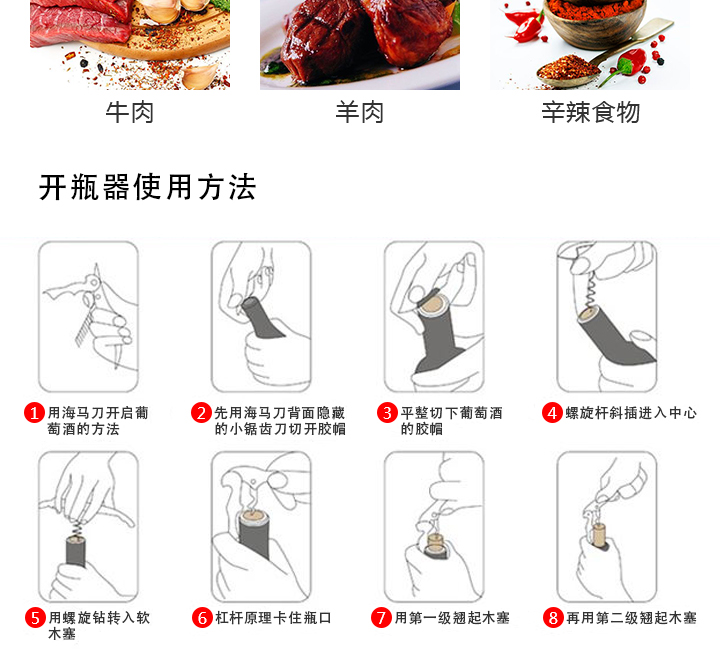 牛肉
羊肉
辛辣食物
开瓶器使用方法
1 用海马刀开启葡
萄酒的方法
2 先用海马刀背面隐藏
的小锯齿刀切开胶帽
3 平整切下葡萄酒
的胶帽
4 螺旋杆斜插进入中心
5 用螺旋钻转入软
木塞
6 杠杆原理卡住瓶口
7 用第一级翘起木塞
8 再用第二级翘起木塞